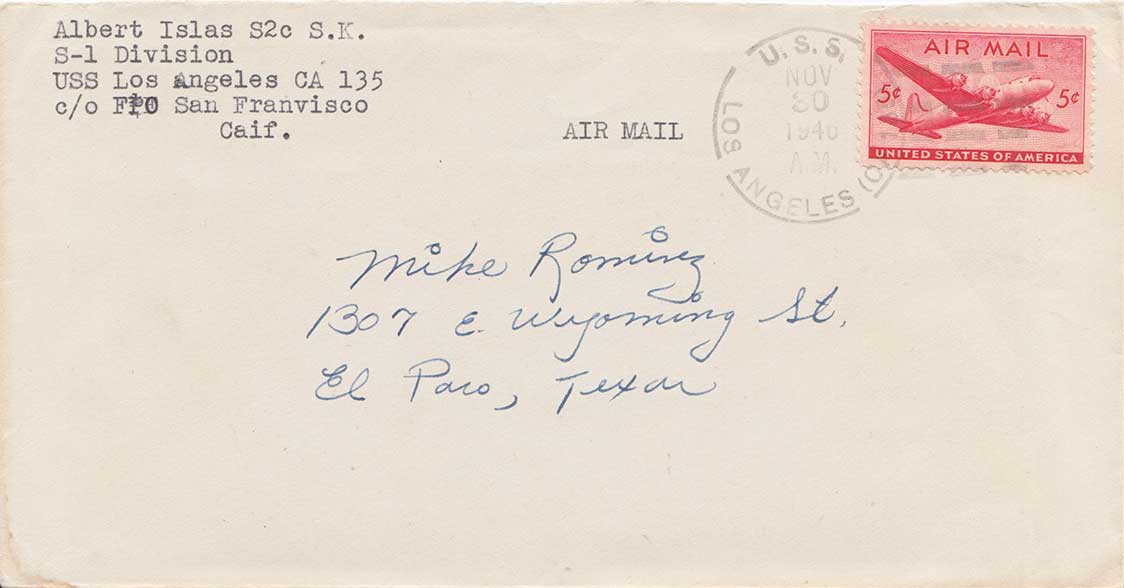 Albert Islas S2c S.K.
S-1 Division
USS Los Angeles CA 135
c/o FPO San Franvisco
Caif.
AIR MAIL
U.S.S.
NOV
30
1946
A.M.
LOS ANGELES (C
AIR MAIL
5¢ 5¢
UNITED STATES OF AMERICA
Mike Romirez
1307 E. Wyoming St.
El Paso, Texas